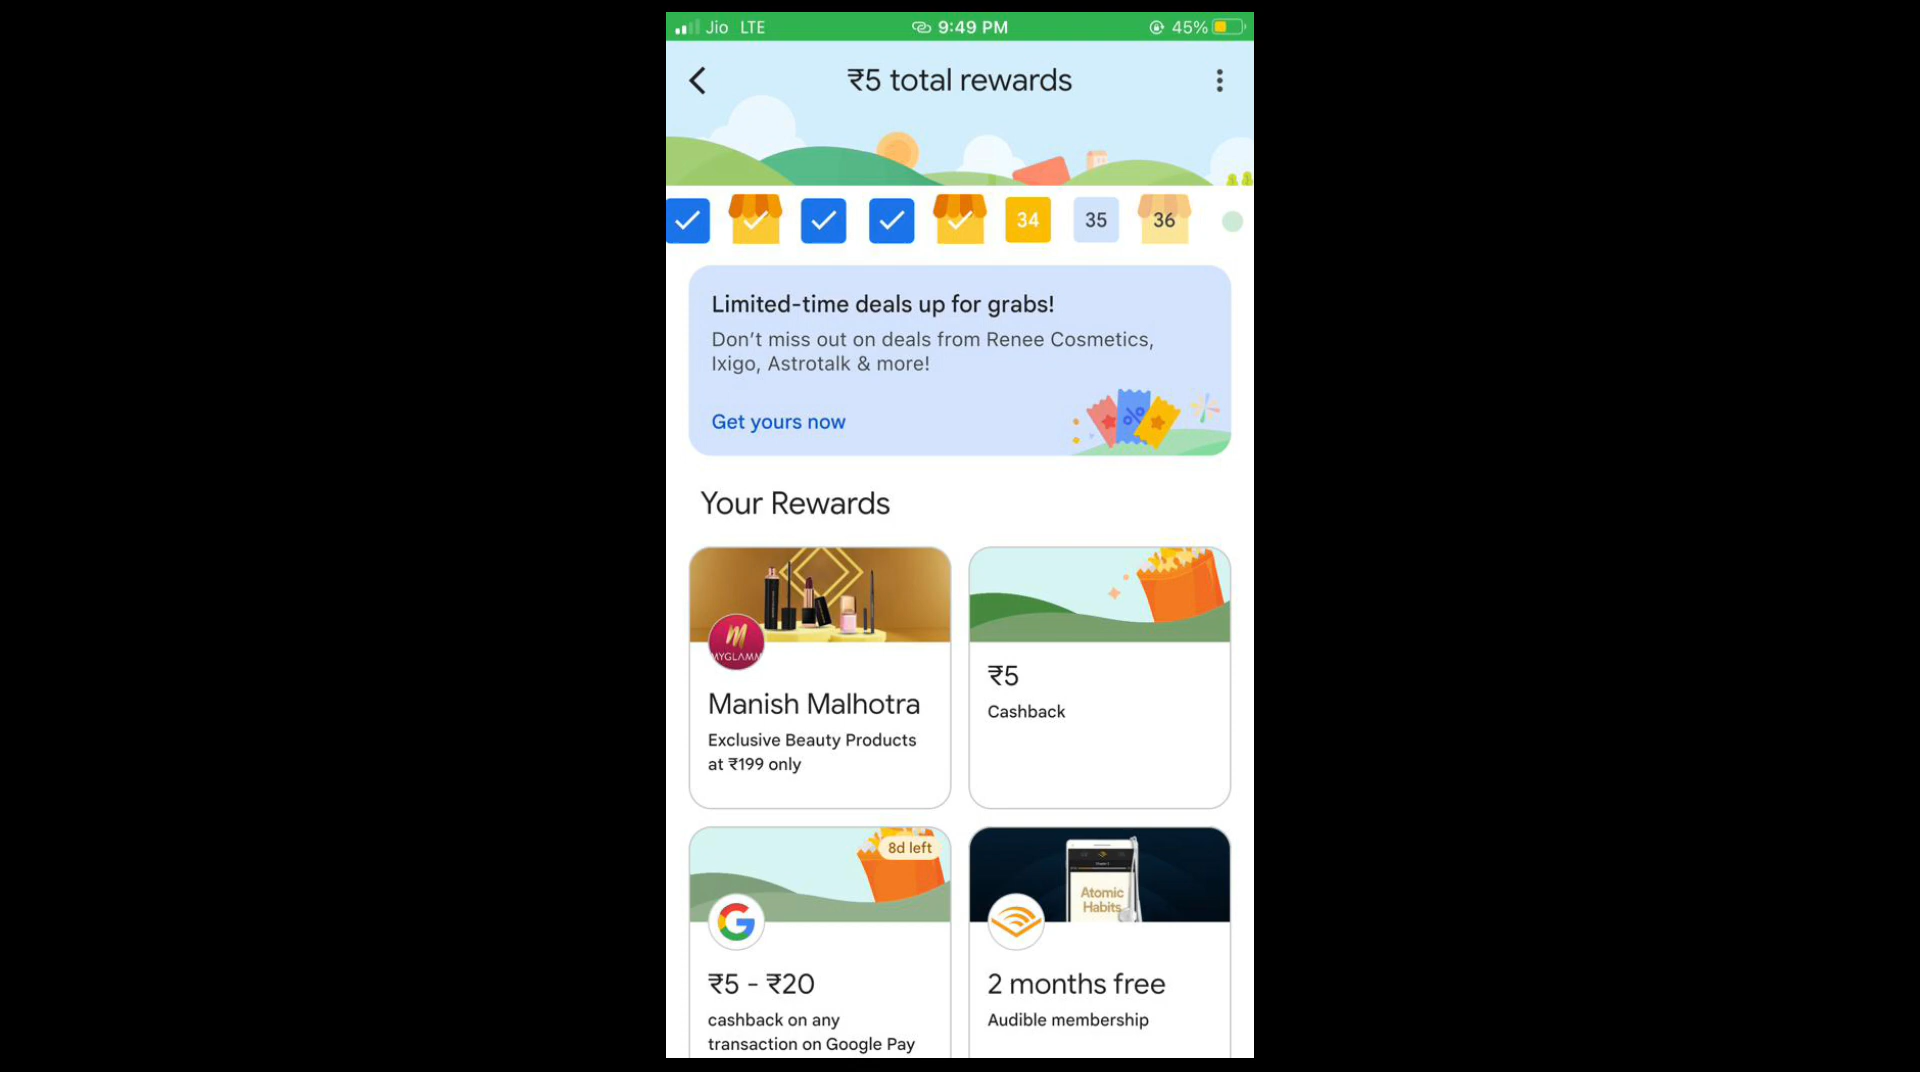 Jio LTE 9:49 PM 45%
₹5 total rewards
34 35 36
Limited-time deals up for grabs!
Don't miss out on deals from Renee Cosmetics,
Ixigo, Astrotalk & more!
%
Get yours now
Your Rewards
MYGLAMM
Manish Malhotra
Exclusive Beauty Products
at ₹199 only
₹5
Cashback
8d left
G
₹5 - ₹20
cashback on any
transaction on Google Pay
Atomic
Habits
2 months free
Audible membership